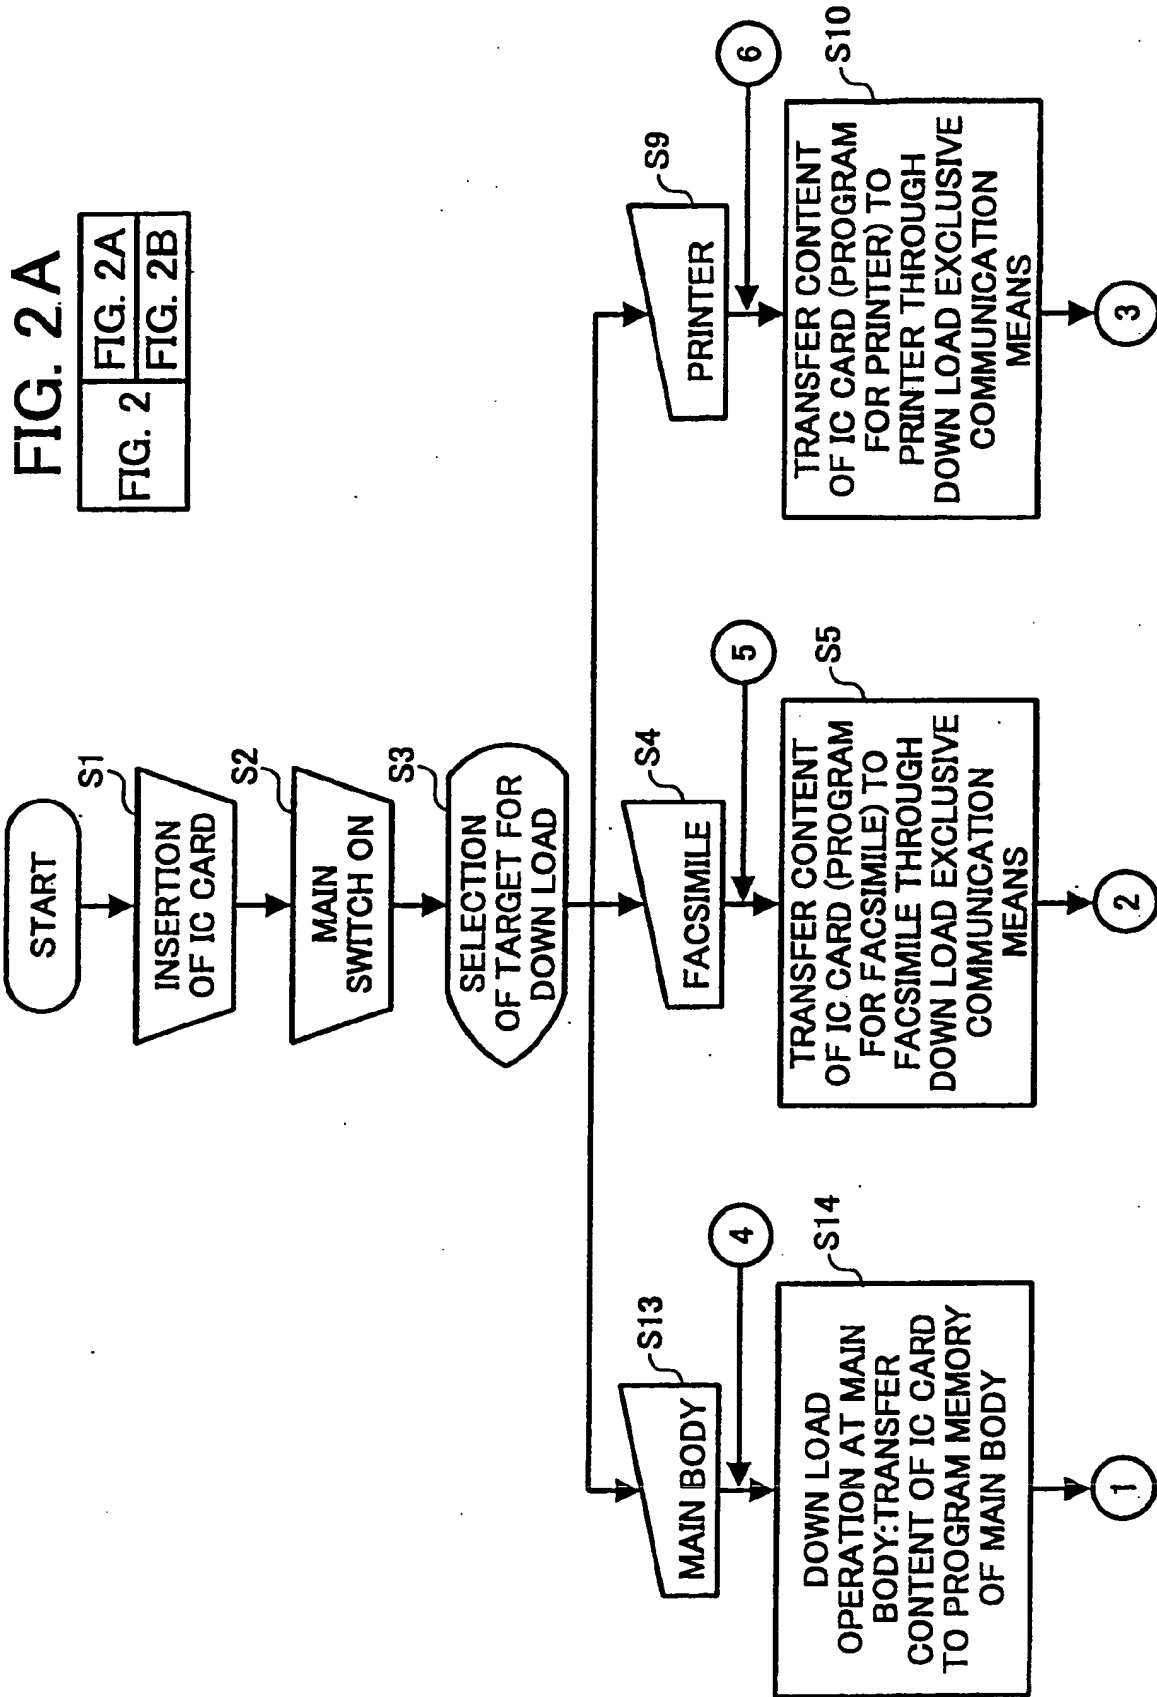 FIG. 2A
FIG. 2
FIG. 2A
FIG. 2B
START
S1
INSERTION
OF IC CARD
S2
MAIN
SWITCH ON
S3
SELECTION
OF TARGET FOR
DOWN LOAD
S13
MAIN BODY
4
S14
DOWN LOAD
OPERATION AT MAIN
BODY:TRANSFER
CONTENT OF IC CARD
TO PROGRAM MEMORY
OF MAIN BODY
1
S4
FACSIMILE
5
S5
TRANSFER CONTENT
OF IC CARD (PROGRAM
FOR FACSIMILE) TO
FACSIMILE THROUGH
DOWN LOAD EXCLUSIVE
COMMUNICATION
MEANS
2
S9
PRINTER
6
S10
TRANSFER CONTENT
OF IC CARD (PROGRAM
FOR PRINTER) TO
PRINTER THROUGH
DOWN LOAD EXCLUSIVE
COMMUNICATION
MEANS
3